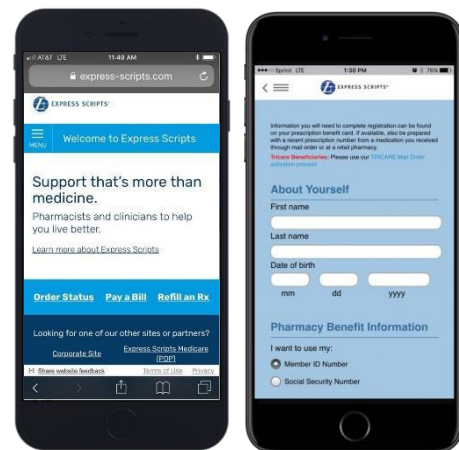 AT&T LTE 11:49 AM
express-scripts.com
EXPRESS SCRIPTS®
MENU
Welcome to Express Scripts
Support that's more than
medicine.
Pharmacists and clinicians to help
you live better.
Learn more about Express Scripts
Order Status Pay a Bill Refill an Rx
Looking for one of our other sites or partners?
Corporate Site Express Scripts Medicare
(PDP)
Share website feedback Terms of Use Privacy
Sprint LTE 1:30 PM 76%
EXPRESS SCRIPTS®
Information you will need to complete registration can be found
on your prescription benefit card. If available, also be prepared
with a recent prescription number from a medication you received
through mail order or at a retail pharmacy.
Tricare Beneficiaries: Please use our TRICARE Mail Order
activation process
About Yourself
First name
Last name
Date of birth
mm dd yyyy
Pharmacy Benefit Information
I want to use my:
Member ID Number
Social Security Number